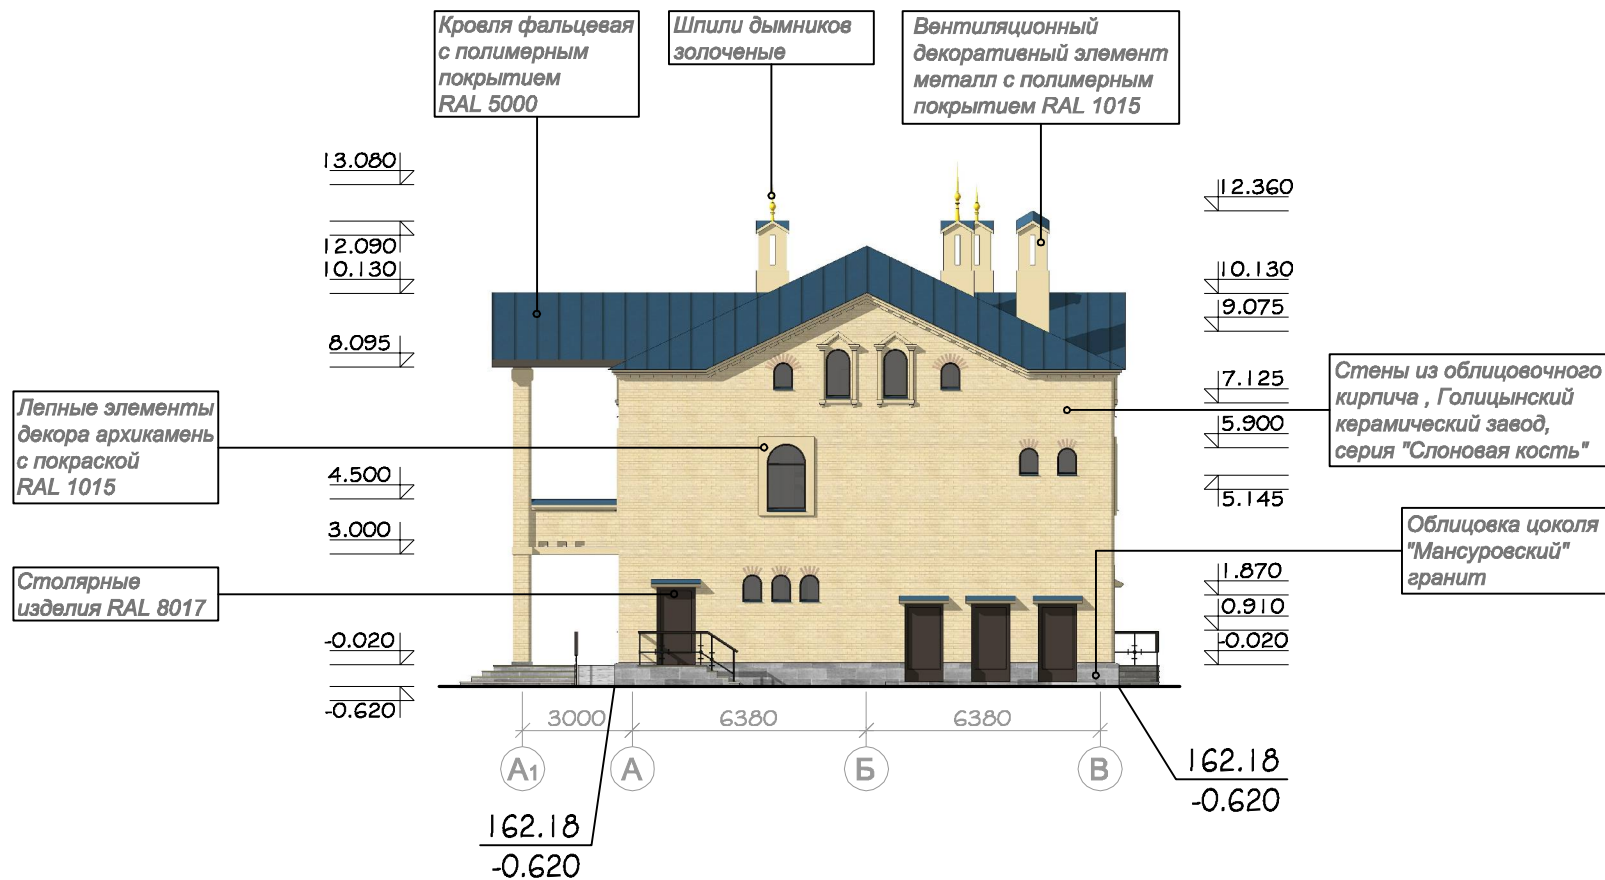 Кровля фальцевая
с полимерным
покрытием
RAL 5000
Шпили дымников
золоченые
Вентиляционный
декоративный элемент
металл с полимерным
покрытием RAL 1015
13.080
12.090
10.130
8.095
4.500
3.000
-0.020
-0.620
Лепные элементы
декора архикамень
с покраской
RAL 1015
Столярные
изделия RAL 8017
12.360
10.130
9.075
7.125
5.900
5.145
1.870
0.910
-0.020
Стены из облицовочного
кирпича , Голицынский
керамический завод,
серия "Слоновая кость"
Облицовка цоколя
"Мансуровский"
гранит
3000 6380 6380
А1 А Б В
162.18
-0.620
162.18
-0.620